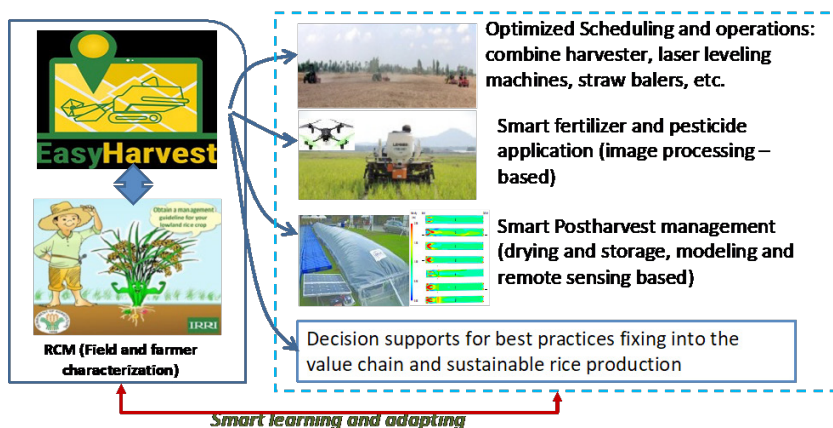 EasyHarvest
Obtain a management
guideline for your
lowland rice crop
IRRI
RCM (Field and farmer
characterization)
Optimized Scheduling and operations:
combine harvester, laser leveling
machines, straw balers, etc.
Smart fertilizer and pesticide
application (image processing –
based)
Smart Postharvest management
(drying and storage, modeling and
remote sensing based)
Decision supports for best practices fixing into the
value chain and sustainable rice production
Smart learning and adapting